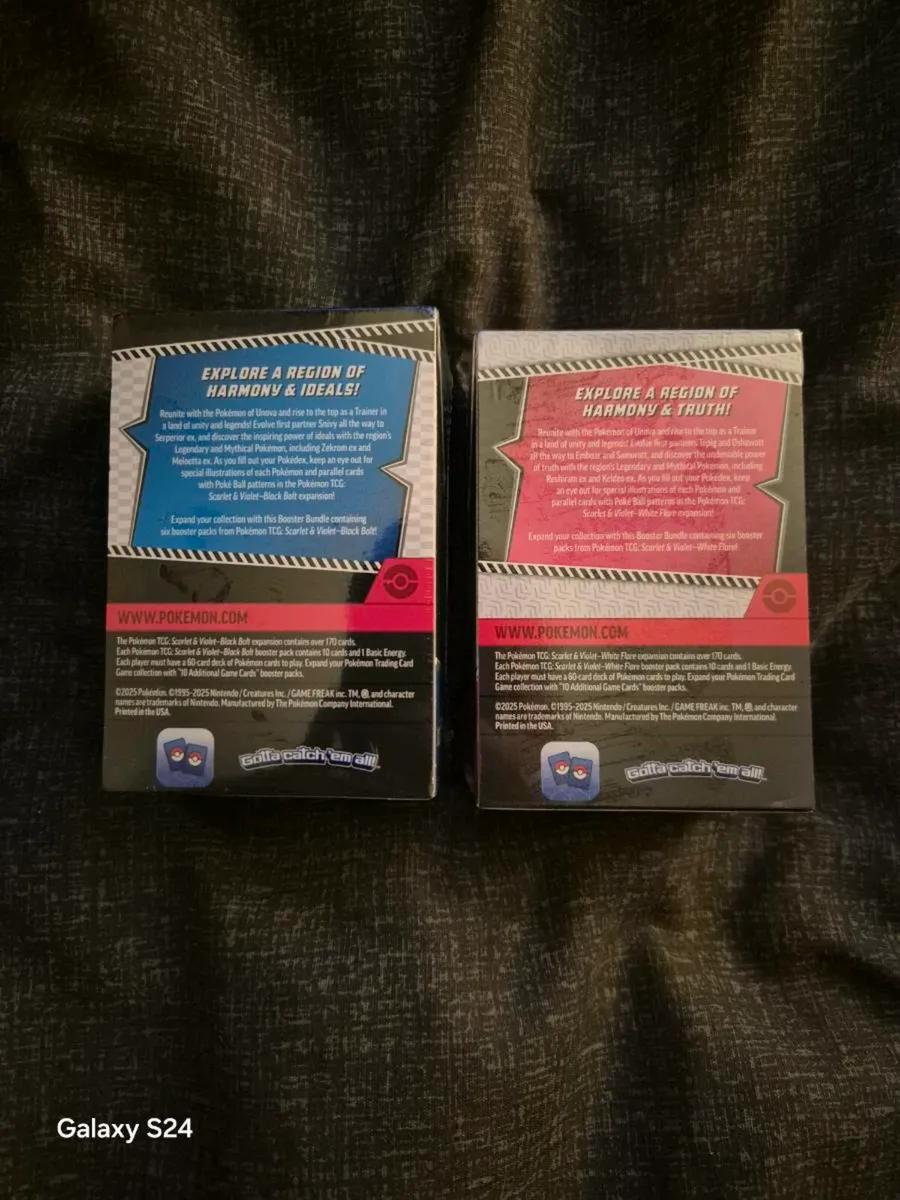 EXPLORE A REGION OF
HARMONY & IDEALS!
Reunite with the Pokémon of Unova and rise to the top as a Trainer in
a land of unity and legends! Evolve first partner Snivy all the way to
Serperior ex, and discover the inspiring power of ideals with the region's
Legendary and Mythical Pokémon, including Zekrom ex and
Meloetta ex. As you fill out your Pokédex, keep an eye out for
special illustrations of each Pokémon and parallel cards
with Poké Ball patterns in the Pokémon TCG:
Scarlet & Violet—Black Bolt expansion!
Expand your collection with this Booster Bundle containing
six booster packs from Pokémon TCG: Scarlet & Violet—Black Bolt!
WWW.POKEMON.COM
The Pokémon TCG: Scarlet & Violet—Black Bolt expansion contains over 170 cards.
Each Pokémon TCG: Scarlet & Violet—Black Bolt booster pack contains 10 cards and 1 Basic Energy.
Each player must have a 60-card deck of Pokémon cards to play. Expand your Pokémon Trading Card
Game collection with "10 Additional Game Cards" booster packs.
©2025 Pokémon. ©1995-2025 Nintendo / Creatures Inc. / GAME FREAK inc. TM, ®, and character
names are trademarks of Nintendo. Manufactured by The Pokémon Company International.
Printed in the USA.
Gotta catch 'em all!
EXPLORE A REGION OF
HARMONY & TRUTH!
Reunite with the Pokémon of Unova and rise to the top as a Trainer
in a land of unity and legends! Evolve first partners Tepig and Oshawott
all the way to Emboar and Samurott, and discover the undeniable power
of truth with the region's Legendary and Mythical Pokémon, including
Reshiram ex and Keldeo ex. As you fill out your Pokédex, keep
an eye out for special illustrations of each Pokémon and
parallel cards with Poké Ball patterns in the Pokémon TCG:
Scarlet & Violet—White Flare expansion!
Expand your collection with this Booster Bundle containing six booster
packs from Pokémon TCG: Scarlet & Violet—White Flare!
WWW.POKEMON.COM
The Pokémon TCG: Scarlet & Violet—White Flare expansion contains over 170 cards.
Each Pokémon TCG: Scarlet & Violet—White Flare booster pack contains 10 cards and 1 Basic Energy.
Each player must have a 60-card deck of Pokémon cards to play. Expand your Pokémon Trading Card
Game collection with "10 Additional Game Cards" booster packs.
©2025 Pokémon. ©1995-2025 Nintendo / Creatures Inc. / GAME FREAK inc. TM, ®, and character
names are trademarks of Nintendo. Manufactured by The Pokémon Company International.
Printed in the USA.
Gotta catch 'em all!
Galaxy S24